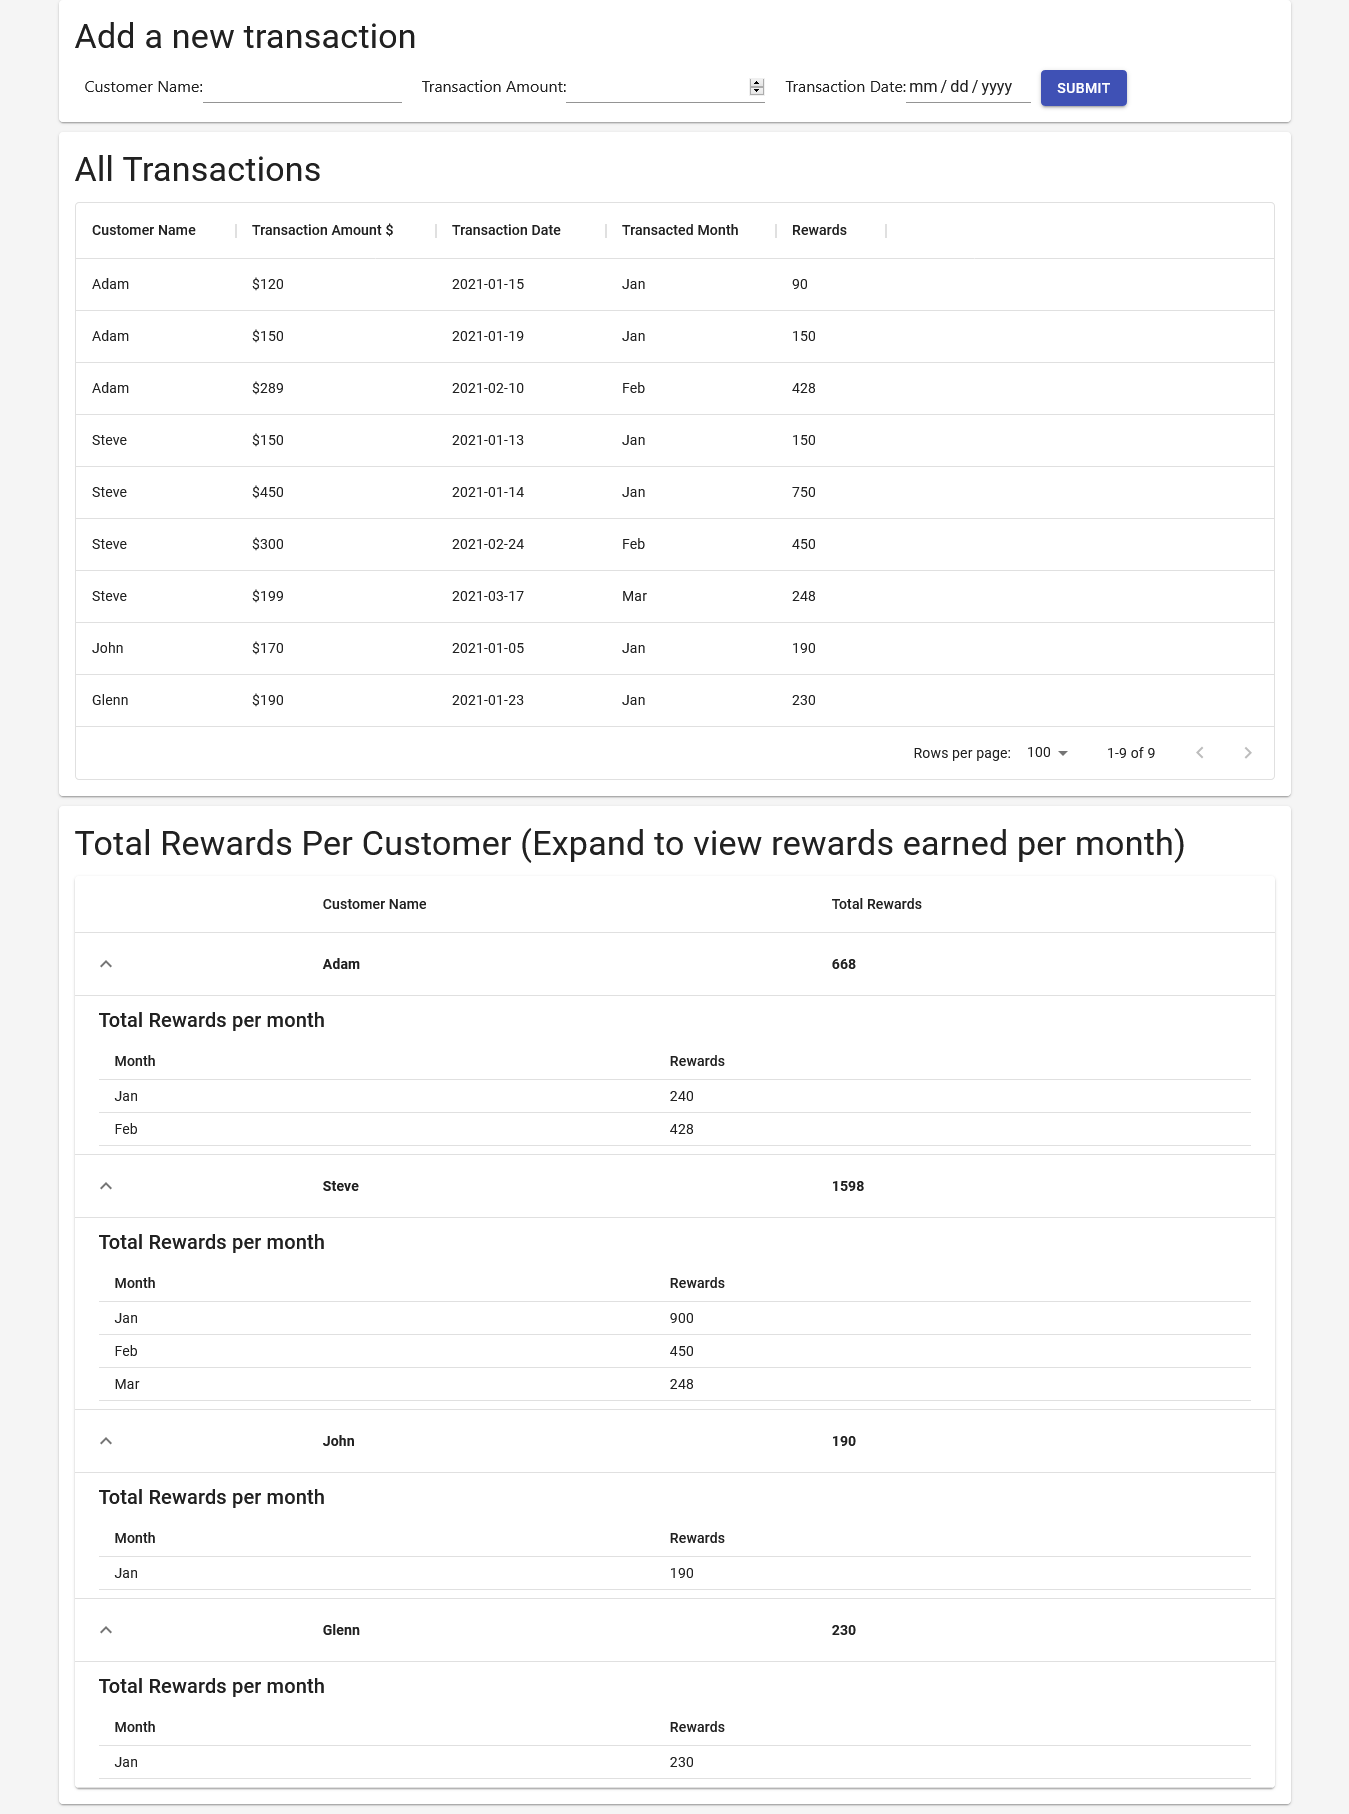 Add a new transaction
Customer Name: Transaction Amount: Transaction Date: mm / dd / yyyy SUBMIT
All Transactions
Customer Name Transaction Amount $ Transaction Date Transacted Month Rewards
Adam $120 2021-01-15 Jan 90
Adam $150 2021-01-19 Jan 150
Adam $289 2021-02-10 Feb 428
Steve $150 2021-01-13 Jan 150
Steve $450 2021-01-14 Jan 750
Steve $300 2021-02-24 Feb 450
Steve $199 2021-03-17 Mar 248
John $170 2021-01-05 Jan 190
Glenn $190 2021-01-23 Jan 230
Rows per page: 100 1-9 of 9
Total Rewards Per Customer (Expand to view rewards earned per month)
Customer Name Total Rewards
Adam 668
Total Rewards per month
Month Rewards
Jan 240
Feb 428
Steve 1598
Total Rewards per month
Month Rewards
Jan 900
Feb 450
Mar 248
John 190
Total Rewards per month
Month Rewards
Jan 190
Glenn 230
Total Rewards per month
Month Rewards
Jan 230